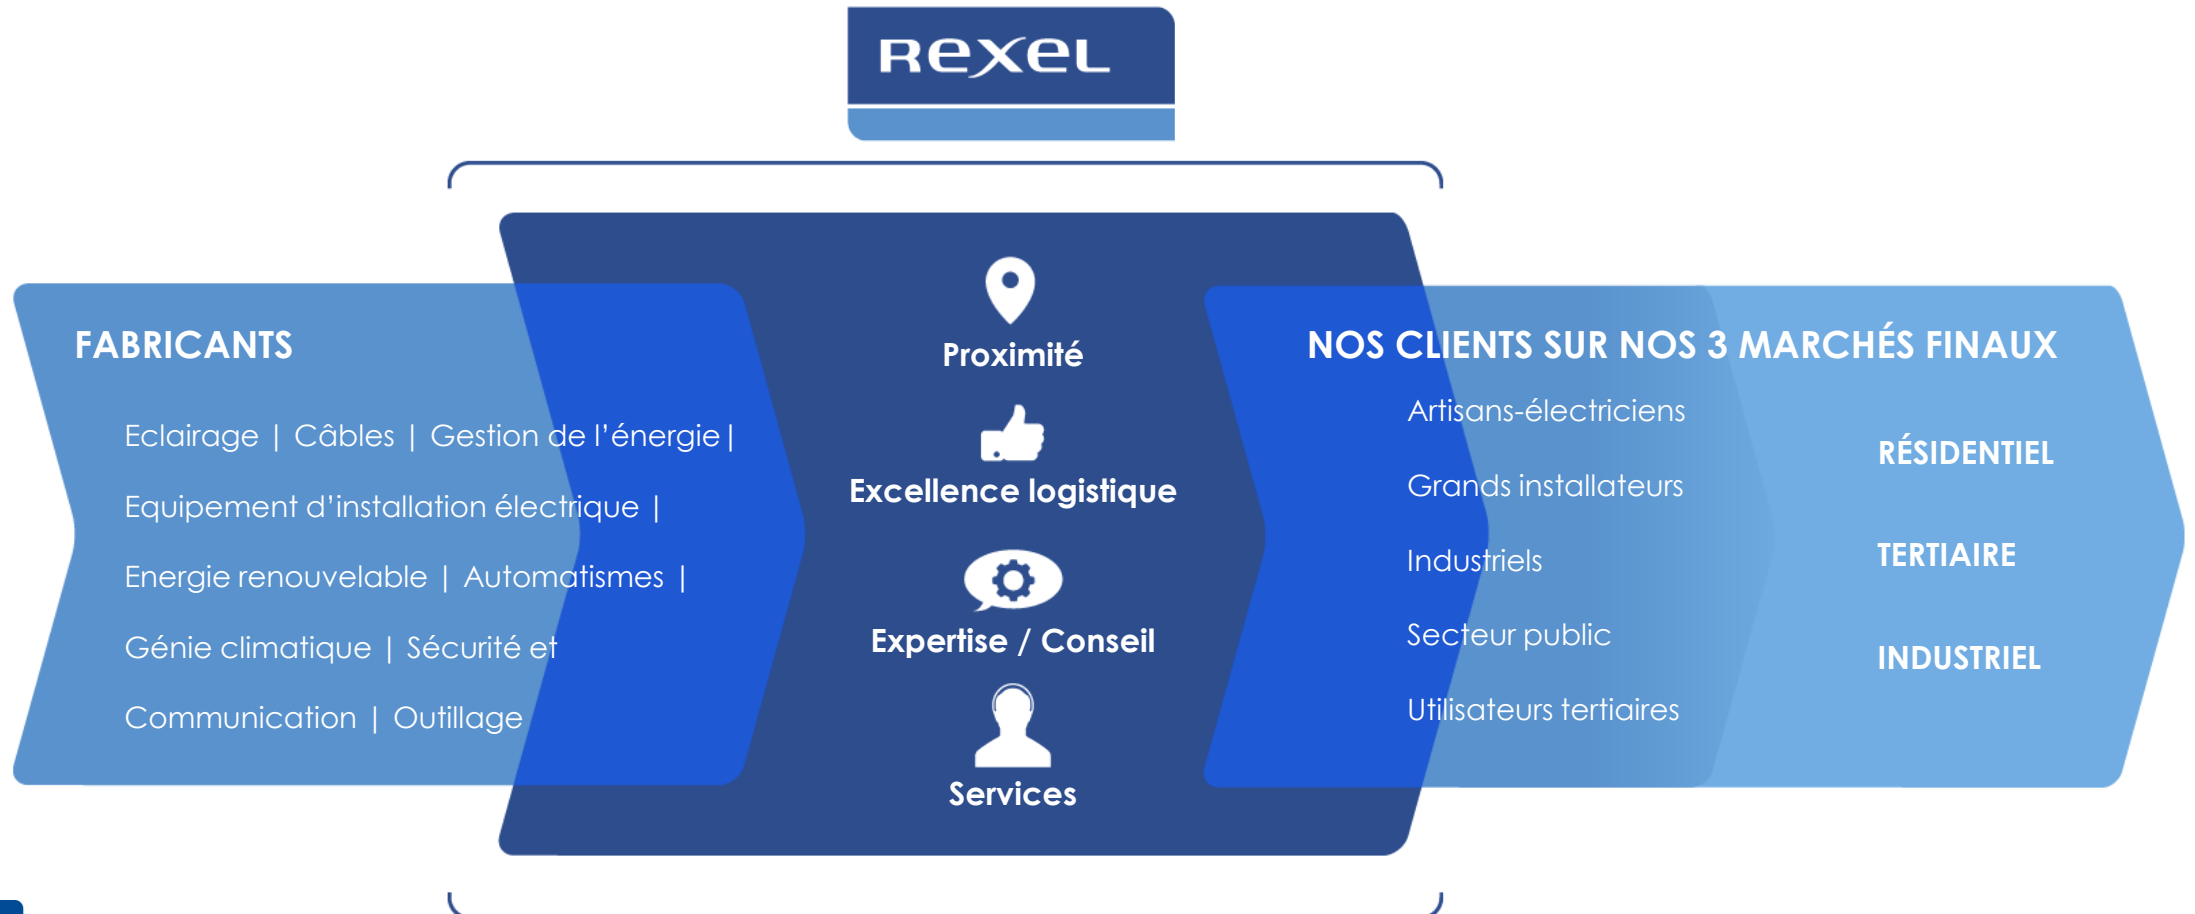 Rexel
FABRICANTS
Eclairage | Câbles | Gestion de l’énergie|
Equipement d’installation électrique |
Energie renouvelable | Automatismes |
Génie climatique | Sécurité et
Communication | Outillage
Proximité
Excellence logistique
Expertise / Conseil
Services
NOS CLIENTS SUR NOS 3 MARCHÉS FINAUX
Artisans-électriciens
Grands installateurs
Industriels
Secteur public
Utilisateurs tertiaires
RÉSIDENTIEL
TERTIAIRE
INDUSTRIEL